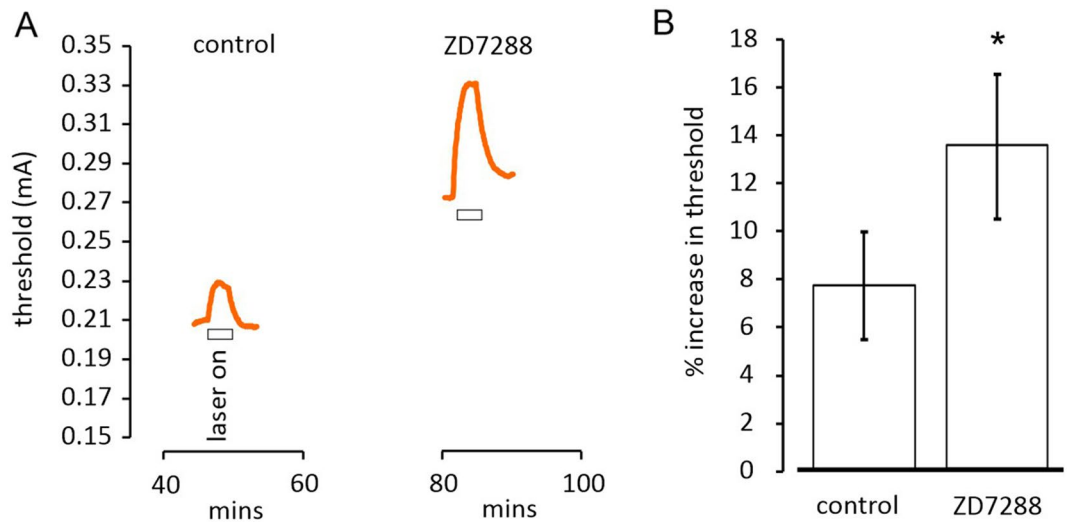 A
control
ZD7288
threshold (mA)
0.35
0.33
0.31
0.29
0.27
0.25
0.23
0.21
0.19
0.17
0.15
laser on
40
60
mins
80
100
mins
B
*
% increase in threshold
18
16
14
12
10
8
6
4
2
0
control
ZD7288